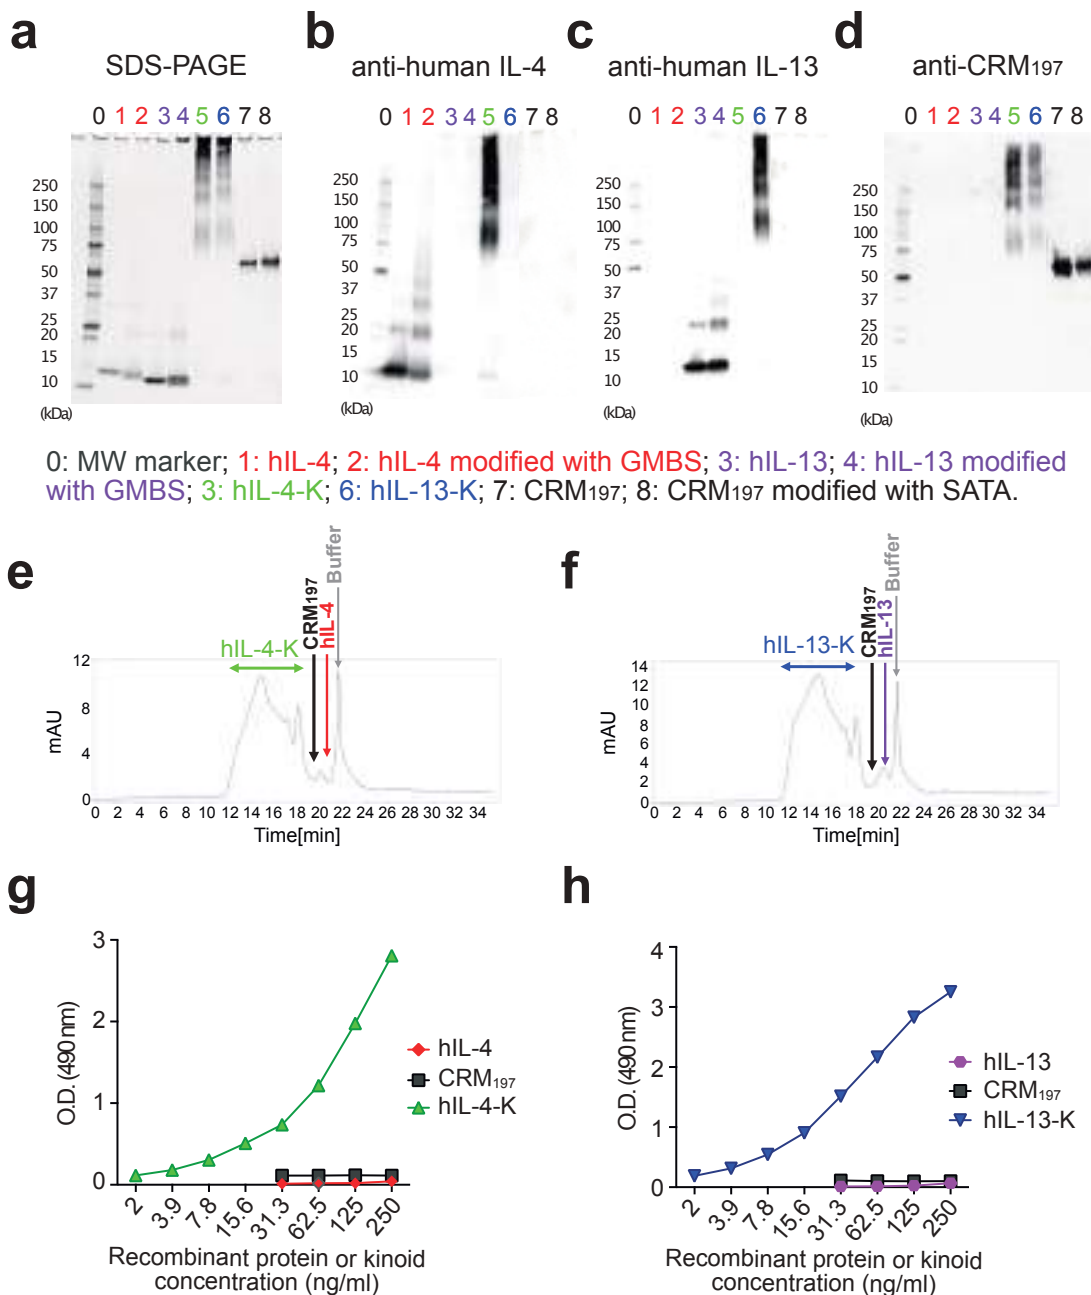 a b c d
SDS-PAGE anti-human IL-4 anti-human IL-13 anti-CRM197
0 1 2 3 4 5 6 7 8
250
150
100
75
50
37
25
20
15
10
(kDa)
0 1 2 3 4 5 6 7 8
250
150
100
75
50
37
25
20
15
10
(kDa)
0 1 2 3 4 5 6 7 8
250
150
100
75
50
37
25
20
15
10
(kDa)
0 1 2 3 4 5 6 7 8
250
150
100
75
50
37
25
20
15
10
(kDa)
0: MW marker; 1: hIL-4; 2: hIL-4 modified with GMBS; 3: hIL-13; 4: hIL-13 modified
with GMBS; 3: hIL-4-K; 6: hIL-13-K; 7: CRM197; 8: CRM197 modified with SATA.
e
hIL-4-K
CRM197
hIL-4
Buffer
12
8
4
0
mAU
0 2 4 6 8 10 12 14 16 18 20 22 24 26 28 30 32 34
Time[min]
f
hIL-13-K
CRM197
hIL-13
Buffer
14
12
10
8
6
4
2
0
mAU
0 2 4 6 8 10 12 14 16 18 20 22 24 26 28 30 32 34
Time[min]
g
3
2
1
0
O.D. (490 nm)
hIL-4
CRM197
hIL-4-K
2 3.9 7.8 15.6 31.3 62.5 125 250
Recombinant protein or kinoid
concentration (ng/ml)
h
4
3
2
1
0
O.D. (490 nm)
hIL-13
CRM197
hIL-13-K
2 3.9 7.8 15.6 31.3 62.5 125 250
Recombinant protein or kinoid
concentration (ng/ml)